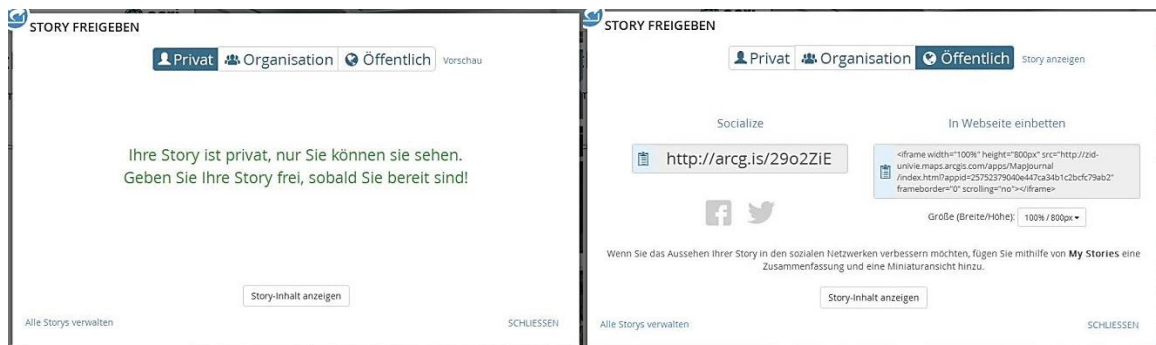 STORY FREIGEBEN
Privat Organisation Öffentlich Vorschau
Ihre Story ist privat, nur Sie können sie sehen.
Geben Sie Ihre Story frei, sobald Sie bereit sind!
Story-Inhalt anzeigen
Alle Storys verwalten
SCHLIESSEN
STORY FREIGEBEN
Privat Organisation Öffentlich Story anzeigen
Socialize
http://arcg.is/29o2ZiE
In Webseite einbetten
<iframe width="100%" height="800px" src="http://zid-
univie.maps.arcgis.com/apps/MapJournal
/index.html?appid=25752379040e447ca34b1c2bcfc79ab2"
frameborder="0" scrolling="no"></iframe>
Größe (Breite/Höhe): 100% / 800px
Wenn Sie das Aussehen Ihrer Story in den sozialen Netzwerken verbessern möchten, fügen Sie mithilfe von My Stories eine
Zusammenfassung und eine Miniaturansicht hinzu.
Story-Inhalt anzeigen
Alle Storys verwalten
SCHLIESSEN